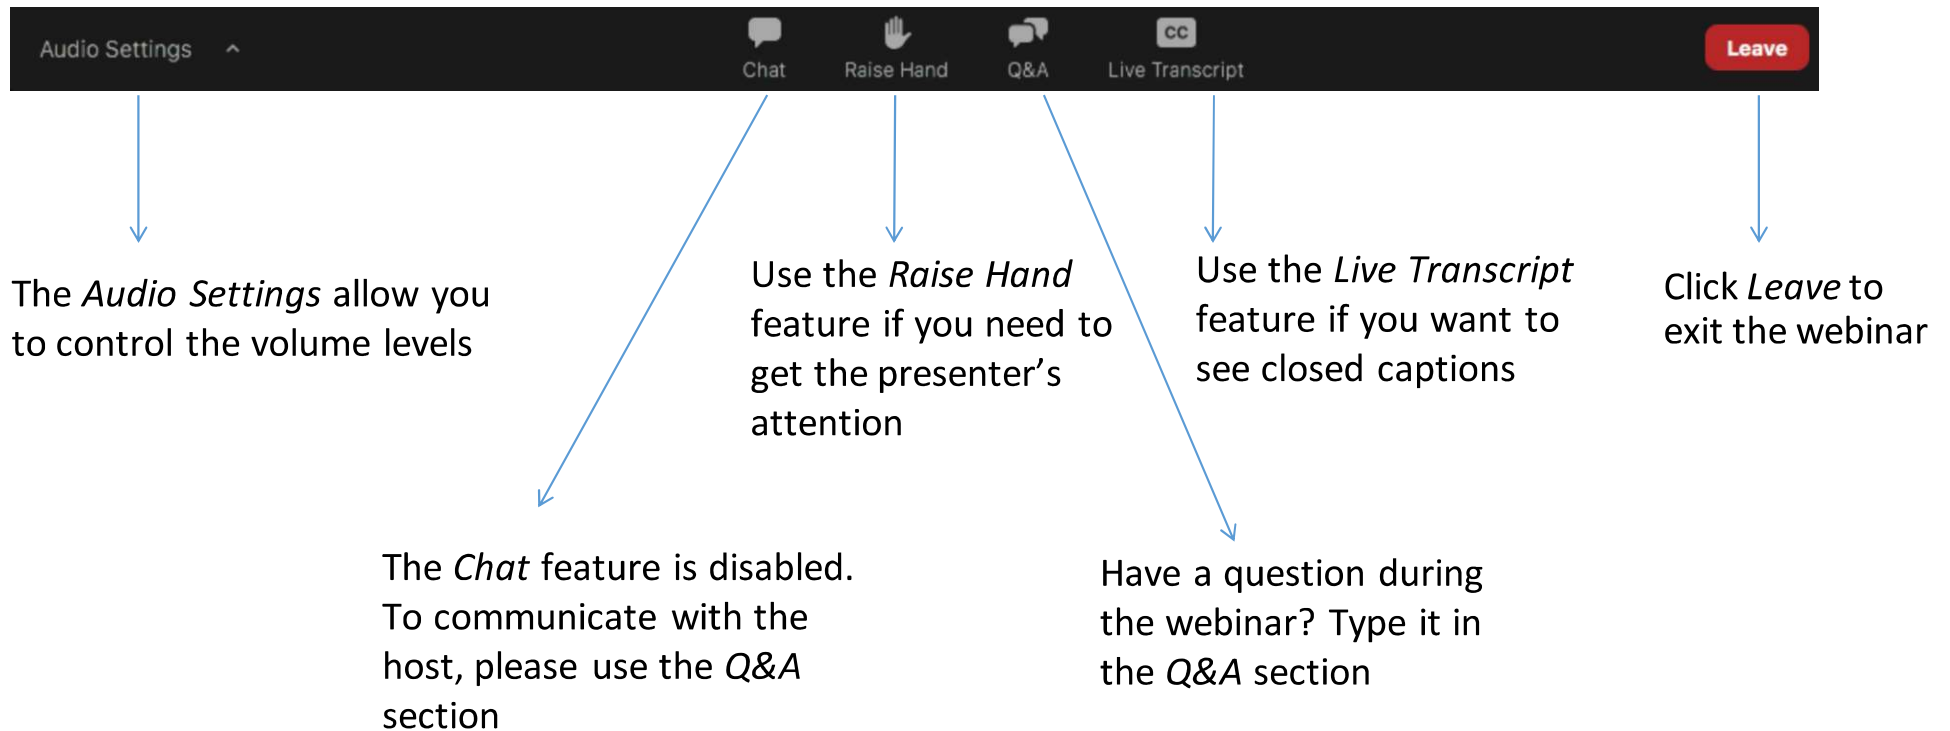 Audio Settings
Chat
Raise Hand
Q&A
CC
Live Transcript
Leave
The Audio Settings allow you
to control the volume levels
Use the Raise Hand
feature if you need to
get the presenter’s
attention
Use the Live Transcript
feature if you want to
see closed captions
Click Leave to
exit the webinar
The Chat feature is disabled.
To communicate with the
host, please use the Q&A
section
Have a question during
the webinar? Type it in
the Q&A section